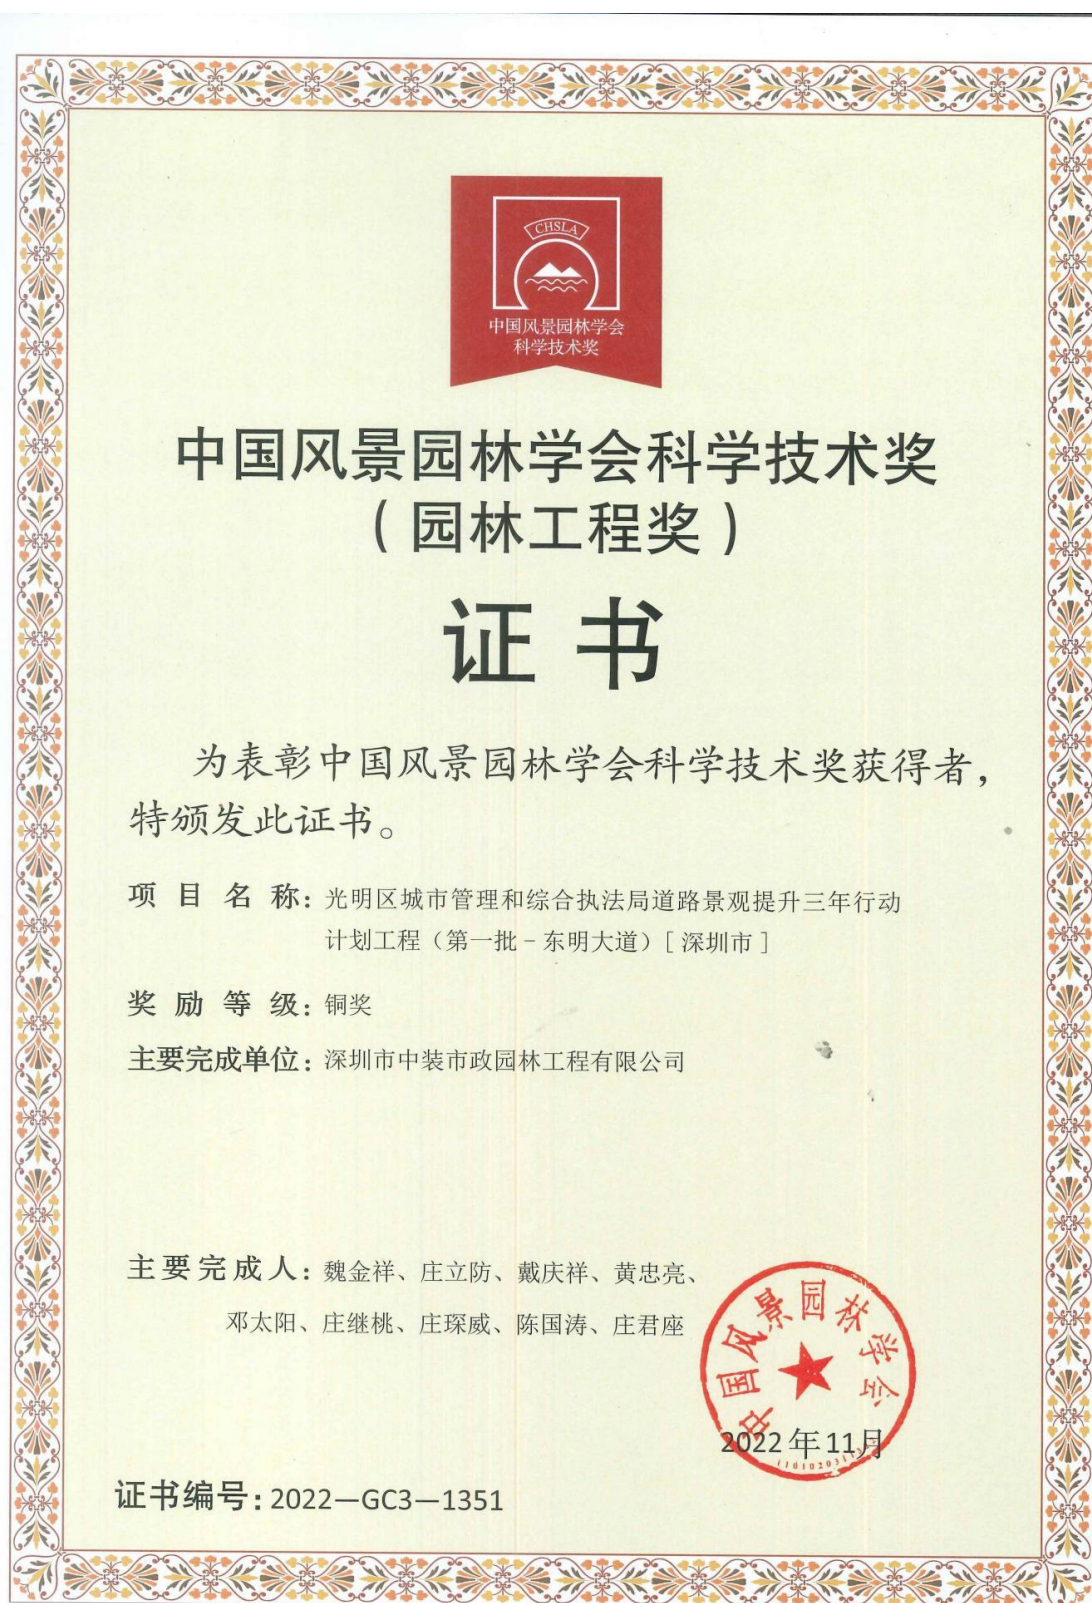 CHSLA
中国风景园林学会
科学技术奖
中国风景园林学会科学技术奖
（园林工程奖）
证书
为表彰中国风景园林学会科学技术奖获得者，
特颁发此证书。
项目名称：光明区城市管理和综合执法局道路景观提升三年行动
计划工程（第一批－东明大道）[深圳市]
奖励等级：铜奖
主要完成单位：深圳市中装市政园林工程有限公司
主要完成人：魏金祥、庄立防、戴庆祥、黄忠亮、
邓太阳、庄继桃、庄琛威、陈国涛、庄君座
中国风景园林学会
2022年11月
证书编号：2022—GC3—1351